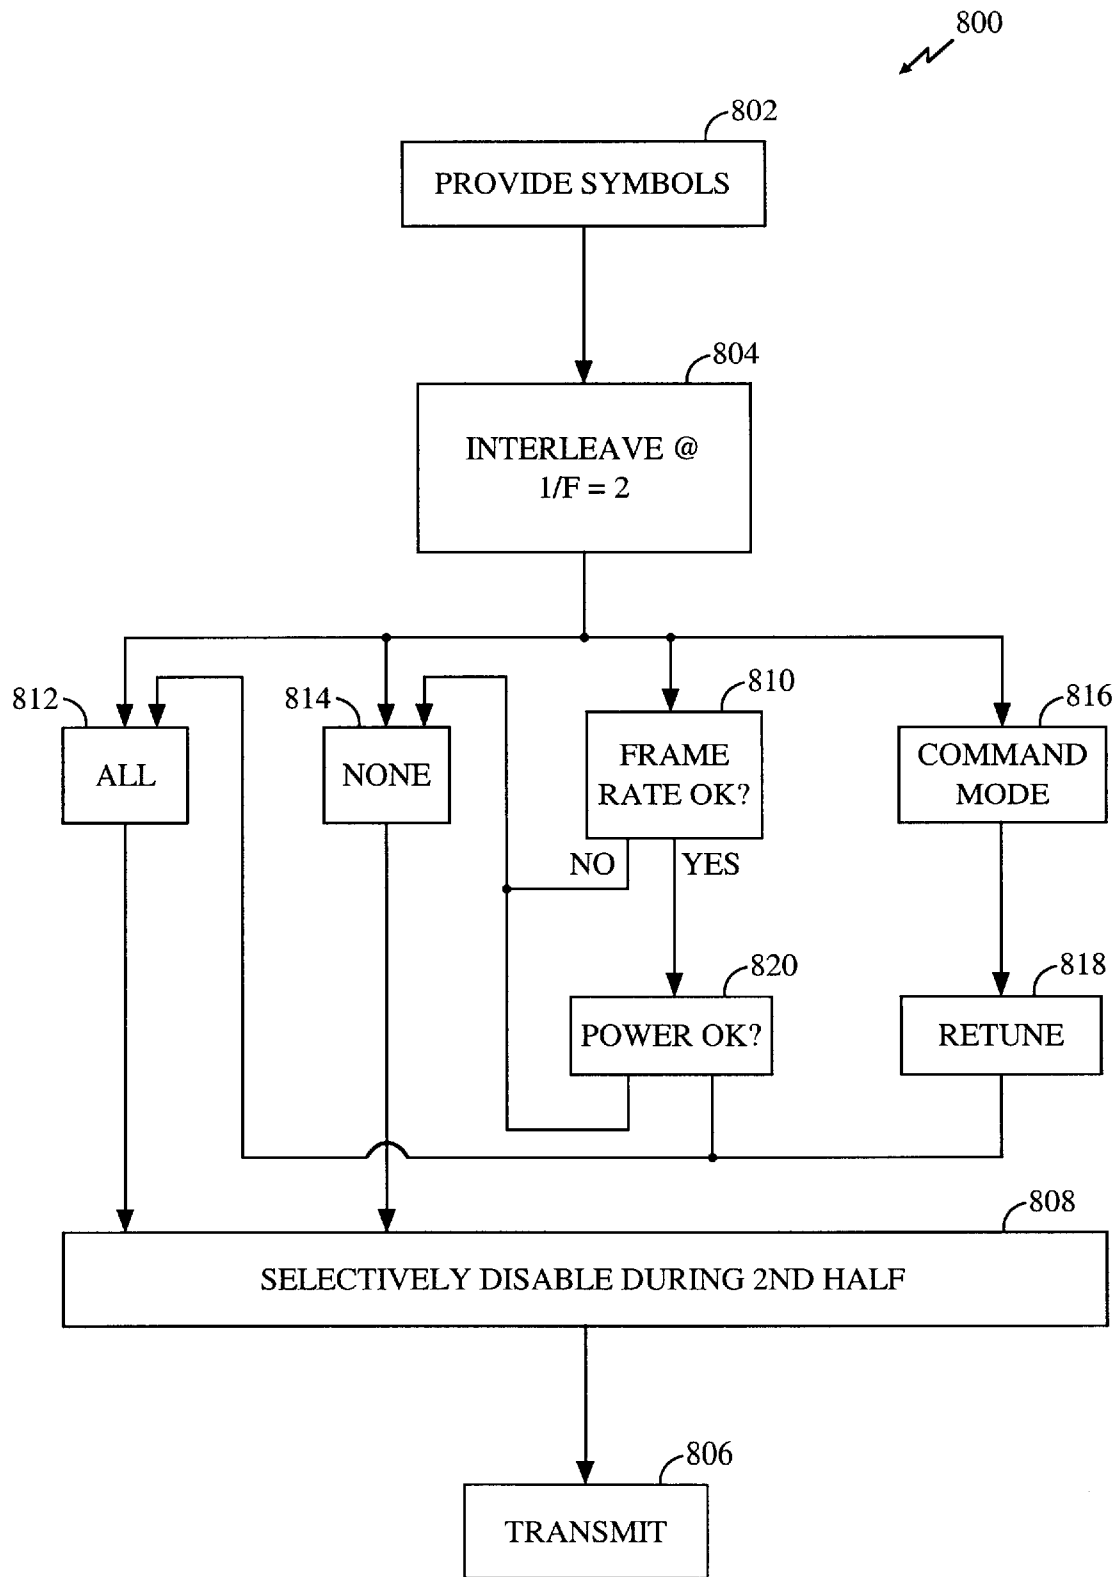 800
802
PROVIDE SYMBOLS
804
INTERLEAVE @
1/F = 2
812
ALL
814
NONE
810
FRAME
RATE OK?
816
COMMAND
MODE
NO
YES
820
POWER OK?
818
RETUNE
808
SELECTIVELY DISABLE DURING 2ND HALF
806
TRANSMIT